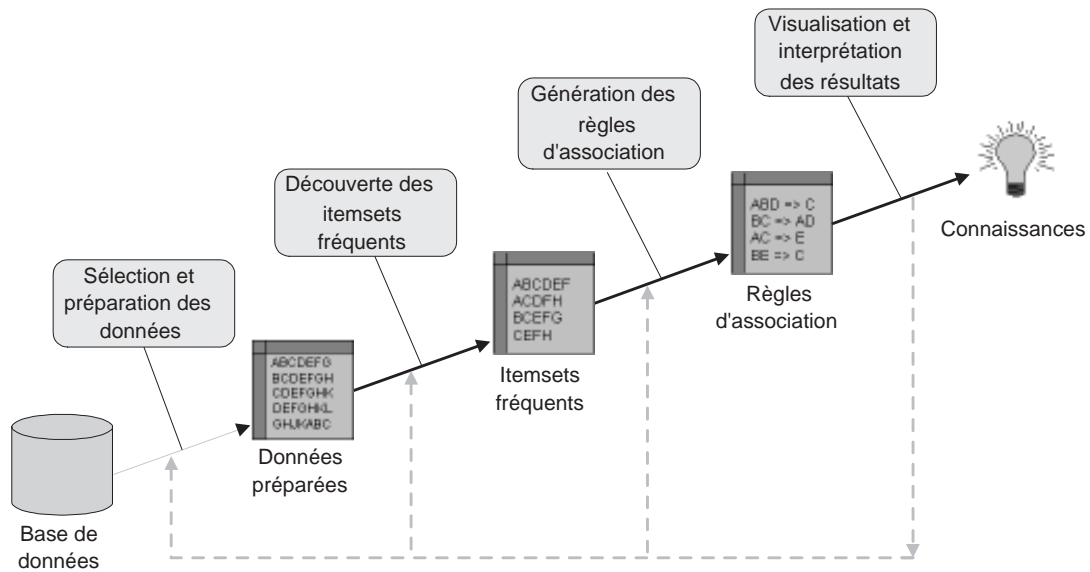 Visualisation et
interprétation
des résultats
Génération des
règles
d'association
Découverte des
itemsets
fréquents
Sélection et
préparation des
données
ABD => C
BC => AD
AC => E
BE => C
Connaissances
Règles
d'association
ABCDEF
ACDFH
BCEFG
CEFH
Itemsets
fréquents
ABCDEFG
BCDEFGH
CDEFGHK
DEFGHKL
GHJKABC
Données
préparées
Base de
données